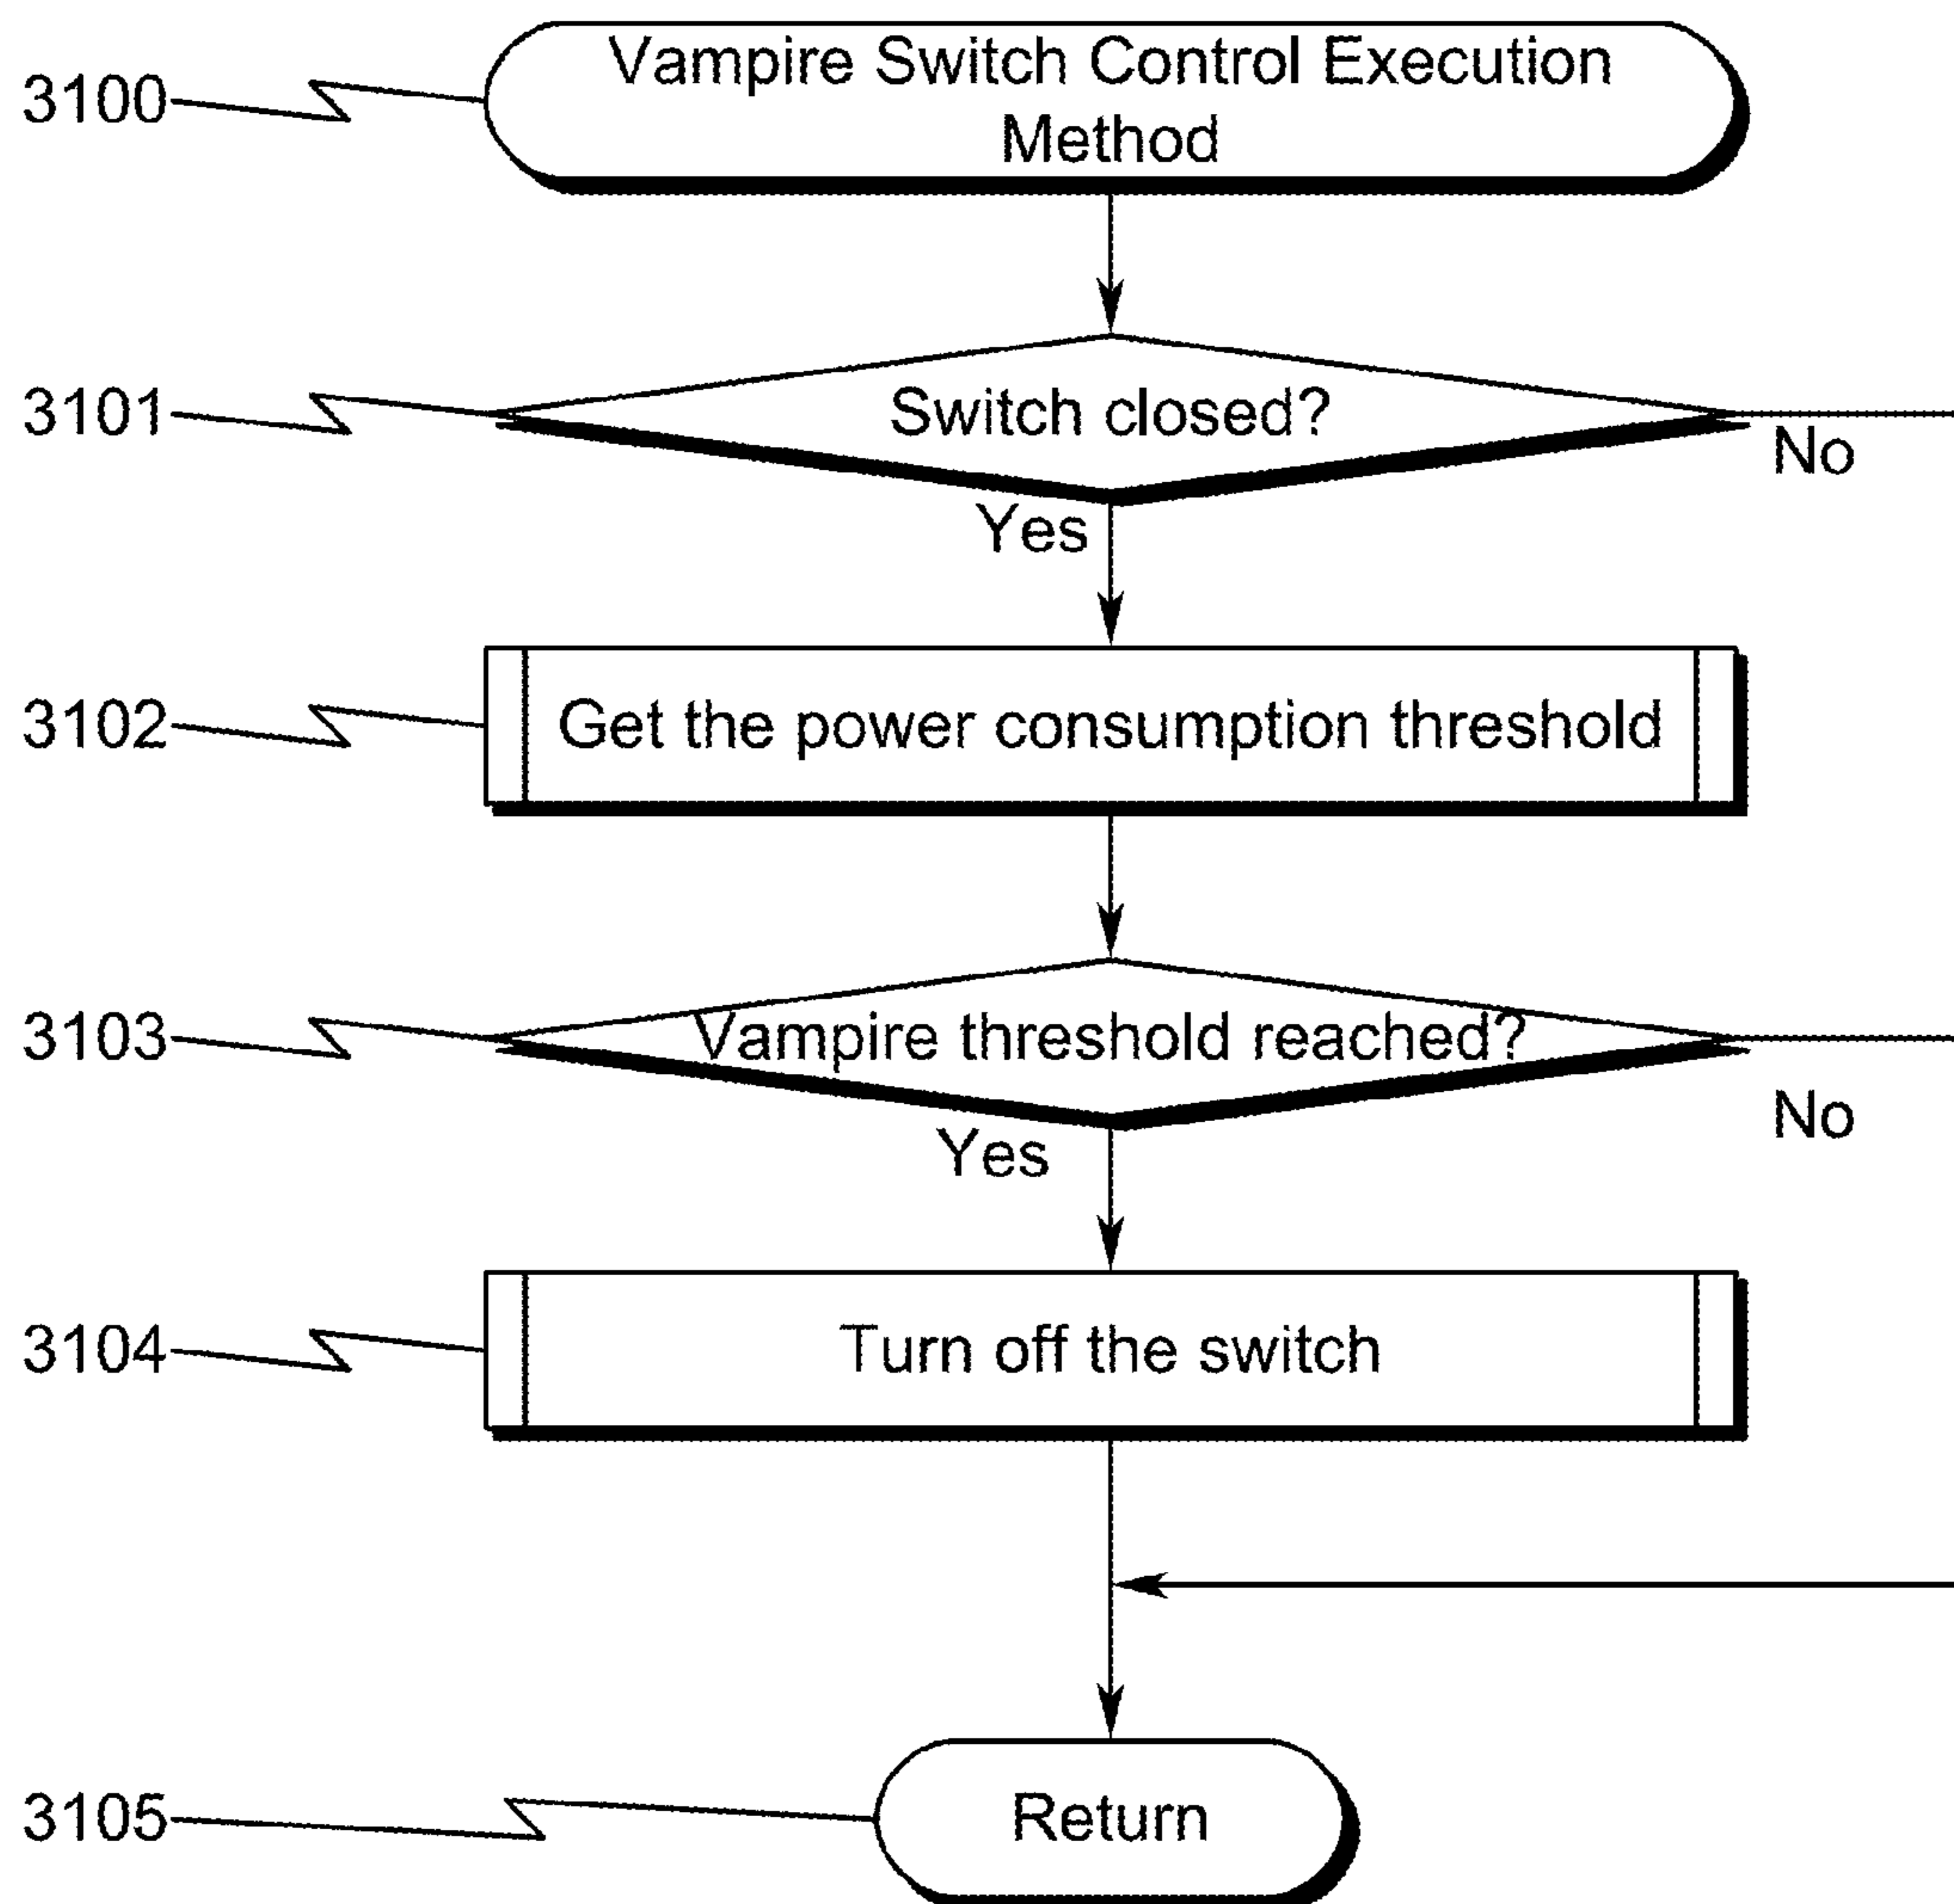 3100
Vampire Switch Control Execution
Method
3101
Switch closed?
No
Yes
3102
Get the power consumption threshold
3103
Vampire threshold reached?
No
Yes
3104
Turn off the switch
3105
Return